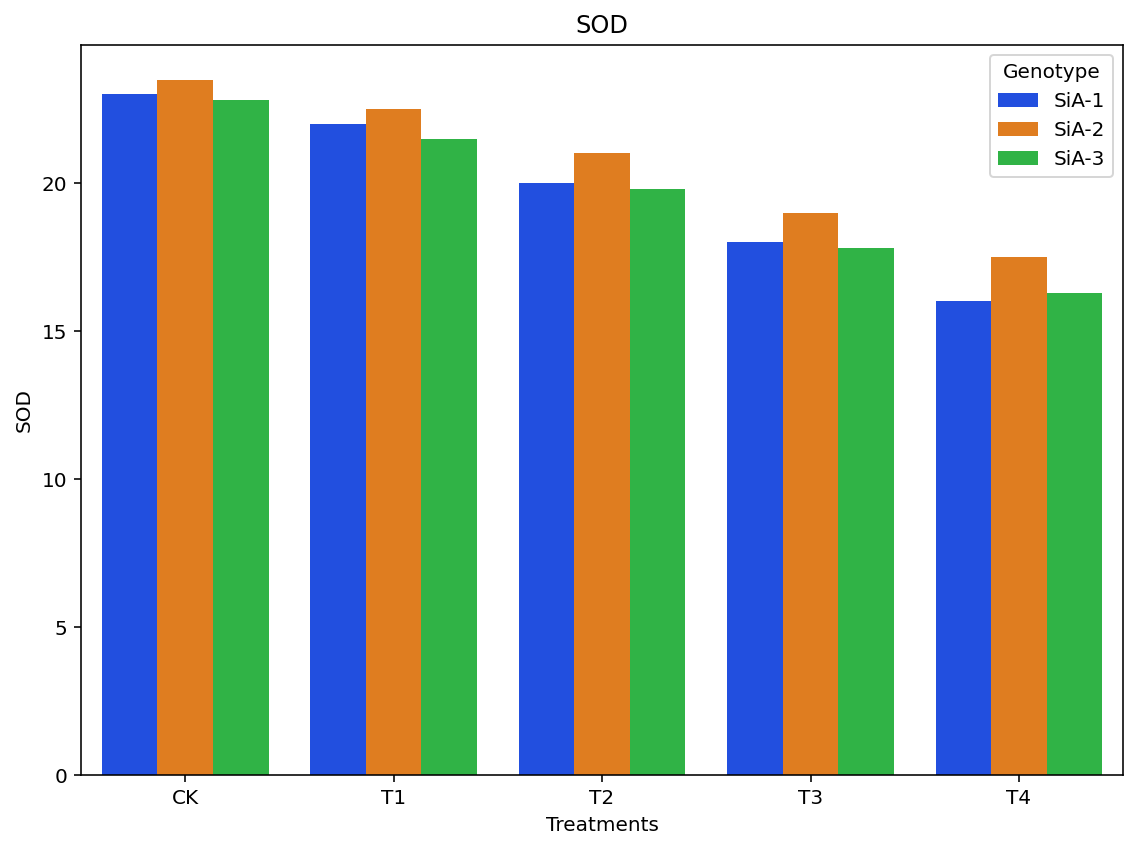 SOD
Genotype
SiA-1
SiA-2
SiA-3
SOD
20
15
10
5
0
CK T1 T2 T3 T4
Treatments